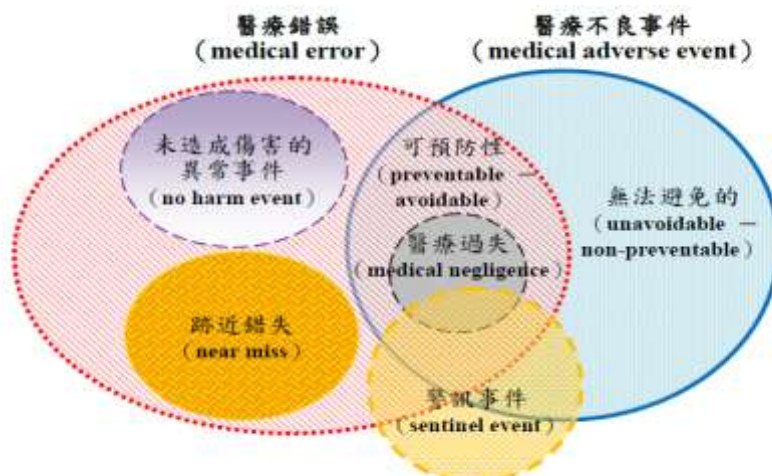 醫療錯誤
（medical error）
醫療不良事件
（medical adverse event）
未造成傷害的
異常事件
（no harm event）
可預防性
（preventable –
avoidable）
醫療過失
（medical negligence）
無法避免的
（unavoidable –
non-preventable）
跡近錯失
（near miss）
警訊事件
（sentinel event）